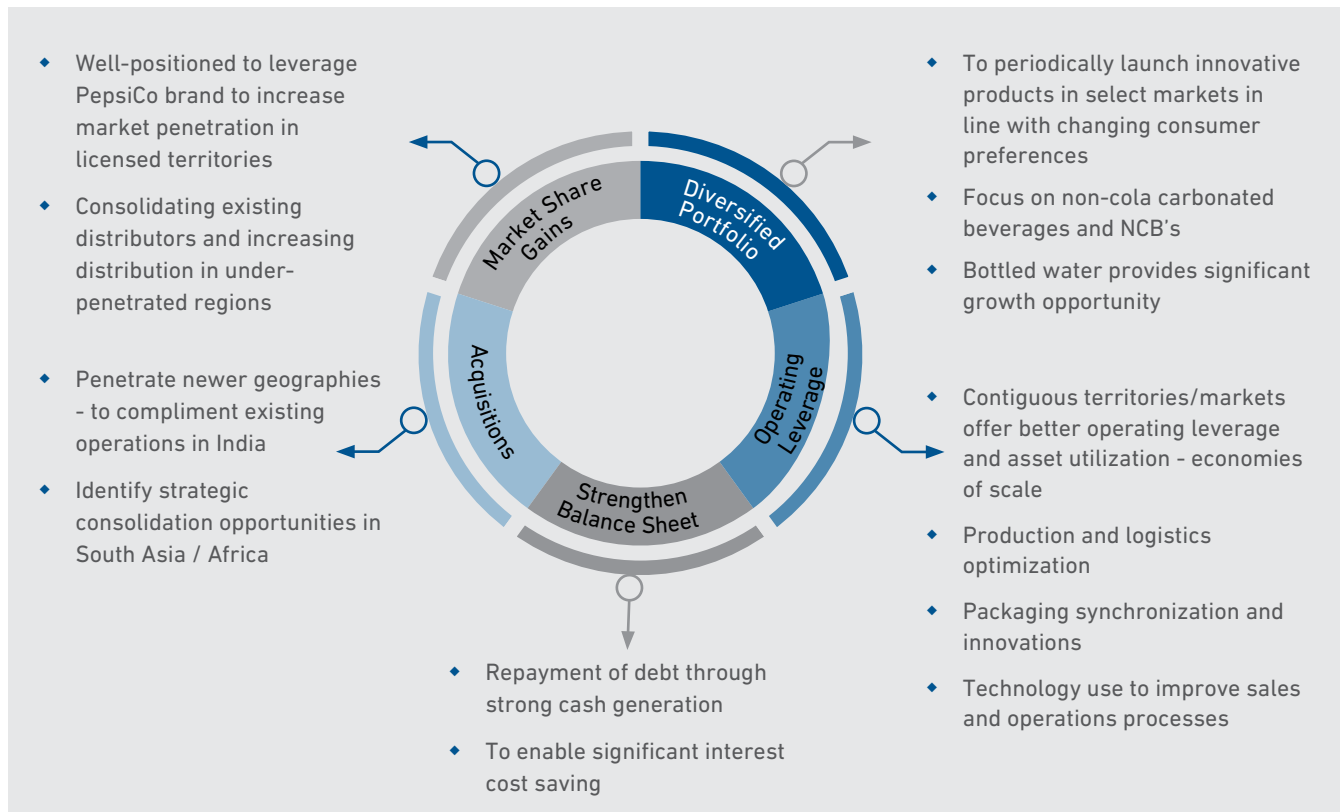 Well-positioned to leverage
PepsiCo brand to increase
market penetration in
licensed territories
Consolidating existing
distributors and increasing
distribution in under-
penetrated regions
Penetrate newer geographies
- to compliment existing
operations in India
Identify strategic
consolidation opportunities in
South Asia / Africa
Market Share
Gains
Diversified
Portfolio
Acquisitions
Operating
Leverage
Strengthen
Balance Sheet
To periodically launch innovative
products in select markets in
line with changing consumer
preferences
Focus on non-cola carbonated
beverages and NCB's
Bottled water provides significant
growth opportunity
Contiguous territories/markets
offer better operating leverage
and asset utilization - economies
of scale
Production and logistics
optimization
Packaging synchronization and
innovations
Technology use to improve sales
and operations processes
Repayment of debt through
strong cash generation
To enable significant interest
cost saving